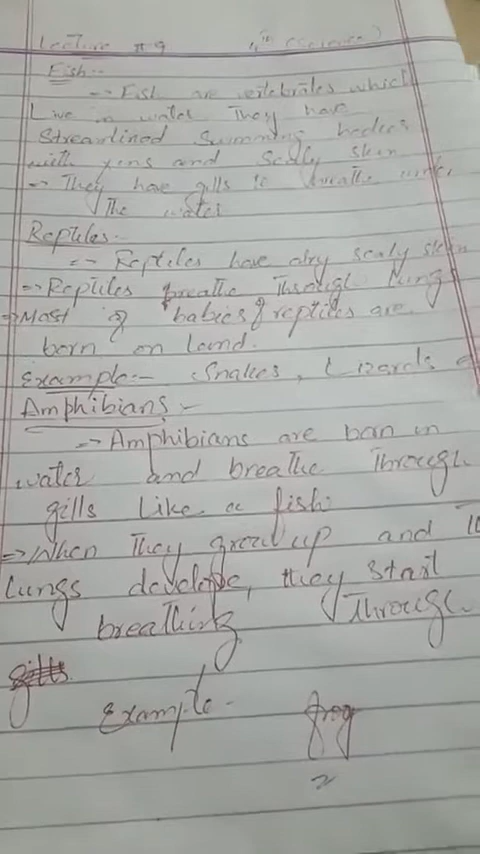 Lecture # 9 (Science)
Fish:-
-> Fish are vertebrates which
Live in water They have
Streamlined Swimming bodies
with fens and Scaly skin
-> They have gills to breathe under
The water
Reptiles:-
-> Reptiles have dry scaly skin
-> Reptiles breathe Through lungs
-> Most of babies of reptiles are
born on land.
Example:- Snakes, Lizards
Amphibians:-
-> Amphibians are born in
water and breathe Through
gills Like a fish.
-> When They grow up and
Lungs develope, they start
breathing Through
gills.
Example:- frog